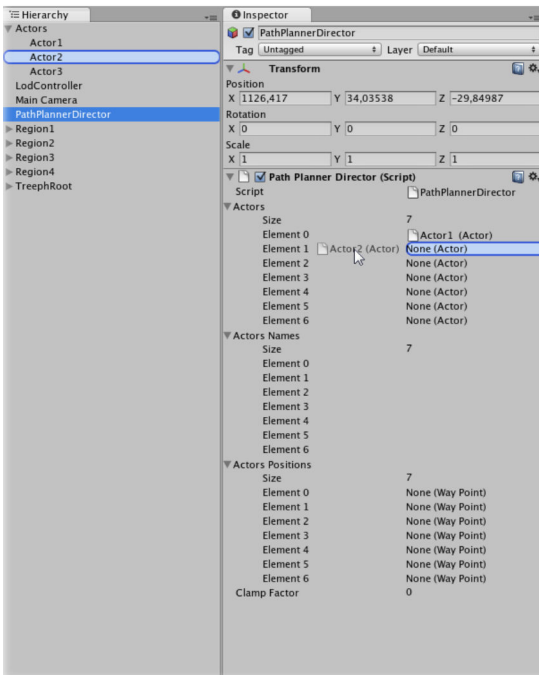 Hierarchy
Actors
Actor1
Actor2
Actor3
LodController
Main Camera
PathPlannerDirector
Region1
Region2
Region3
Region4
TreephRoot
Inspector
PathPlannerDirector
Tag Untagged Layer Default
Transform
Position
X 1126,417 Y 34,03538 Z -29,84987
Rotation
X 0 Y 0 Z 0
Scale
X 1 Y 1 Z 1
Path Planner Director (Script)
Script PathPlannerDirector
Actors
Size 7
Element 0 Actor1 (Actor)
Element 1 Actor2 (Actor) None (Actor)
Element 2 None (Actor)
Element 3 None (Actor)
Element 4 None (Actor)
Element 5 None (Actor)
Element 6 None (Actor)
Actors Names
Size 7
Element 0
Element 1
Element 2
Element 3
Element 4
Element 5
Element 6
Actors Positions
Size 7
Element 0 None (Way Point)
Element 1 None (Way Point)
Element 2 None (Way Point)
Element 3 None (Way Point)
Element 4 None (Way Point)
Element 5 None (Way Point)
Element 6 None (Way Point)
Clamp Factor 0